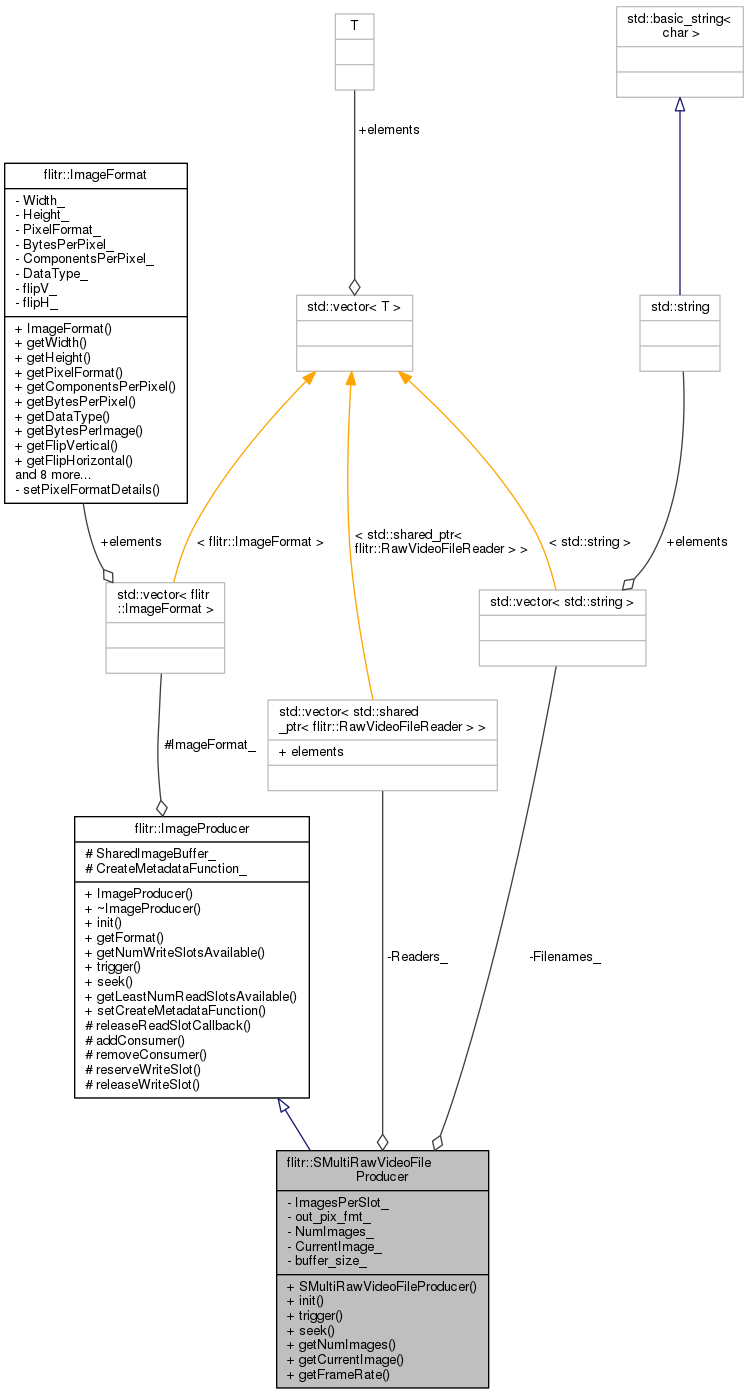 T
std::basic_string<
char >
+elements
flitr::ImageFormat
- Width_
- Height_
- PixelFormat_
- BytesPerPixel_
- ComponentsPerPixel_
- DataType_
- flipV_
- flipH_
+ ImageFormat()
+ getWidth()
+ getHeight()
+ getPixelFormat()
+ getComponentsPerPixel()
+ getBytesPerPixel()
+ getDataType()
+ getBytesPerImage()
+ getFlipVertical()
+ getFlipHorizontal()
and 8 more...
- setPixelFormatDetails()
std::vector< T >
std::string
+elements
< flitr::ImageFormat >
< std::shared_ptr<
flitr::RawVideoFileReader > >
< std::string >
+elements
std::vector< flitr
::ImageFormat >
std::vector< std::string >
std::vector< std::shared
_ptr< flitr::RawVideoFileReader > >
+ elements
#ImageFormat_
flitr::ImageProducer
# SharedImageBuffer_
# CreateMetadataFunction_
+ ImageProducer()
+ ~ImageProducer()
+ init()
+ getFormat()
+ getNumWriteSlotsAvailable()
+ trigger()
+ seek()
+ getLeastNumReadSlotsAvailable()
+ setCreateMetadataFunction()
# releaseReadSlotCallback()
# addConsumer()
# removeConsumer()
# reserveWriteSlot()
# releaseWriteSlot()
-Readers_
-Filenames_
flitr::SMultiRawVideoFile
Producer
- ImagesPerSlot_
- out_pix_fmt_
- NumImages_
- CurrentImage_
- buffer_size_
+ SMultiRawVideoFileProducer()
+ init()
+ trigger()
+ seek()
+ getNumImages()
+ getCurrentImage()
+ getFrameRate()